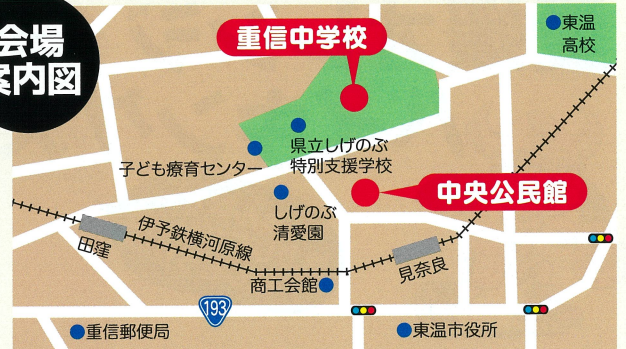 会場
案内図
重信中学校
東温
高校
県立しげのぶ
特別支援学校
子ども療育センター
中央公民館
しげのぶ
清愛園
伊予鉄横河原線
田窪
見奈良
商工会館
193
重信郵便局
東温市役所